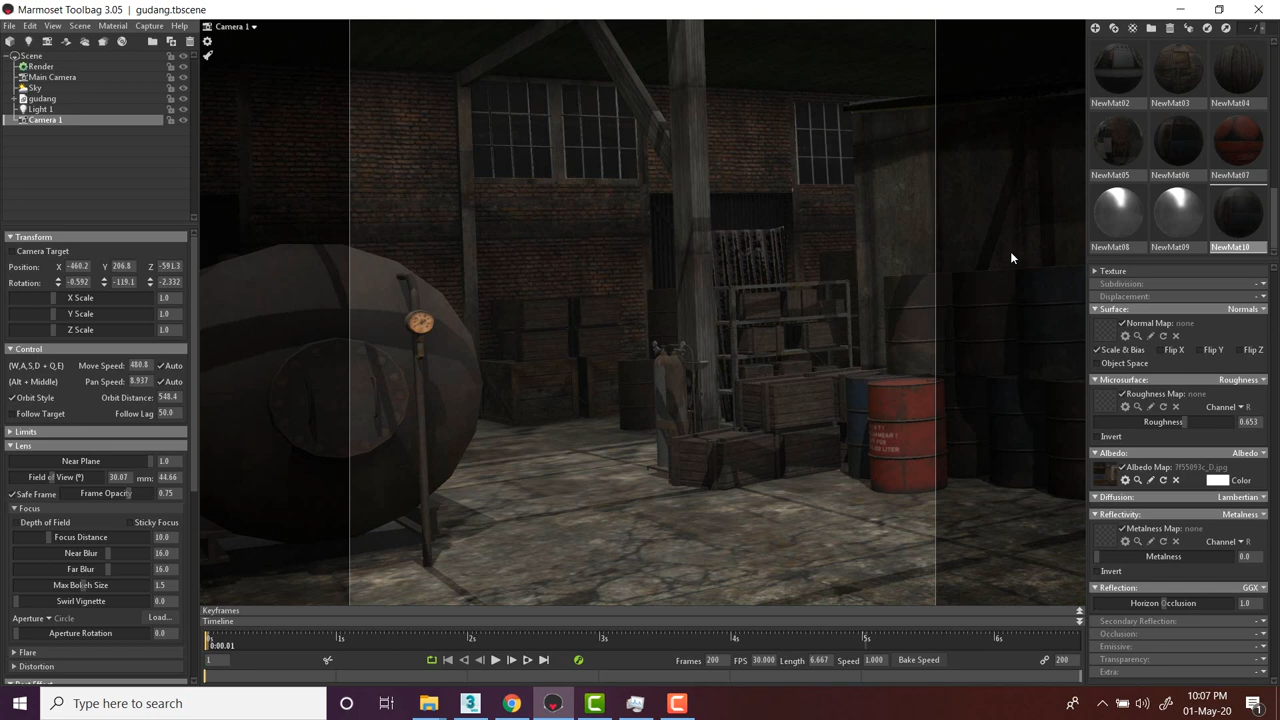 Marmoset Toolbag 3.05 | gudang.tbscene
File Edit View Scene Material Capture Help
Camera 1
Scene
Render
Main Camera
Sky
gudang
Light 1
Camera 1
Transform
Camera Target
Position: X -460.2 Y 206.8 Z -591.3
Rotation: -0.592 -119.1 -2.332
X Scale 1.0
Y Scale 1.0
Z Scale 1.0
Control
(W,A,S,D + Q,E) Move Speed: 480.8 Auto
(Alt + Middle) Pan Speed: 8.937 Auto
Orbit Style Orbit Distance: 548.4
Follow Target Follow Lag 50.0
Limits
Lens
Near Plane 1.0
Field of View (°) 30.07 mm: 44.66
Safe Frame Frame Opacity 0.75
Focus
Depth of Field Sticky Focus
Focus Distance 10.0
Near Blur 16.0
Far Blur 16.0
Max Bokeh Size 1.5
Swirl Vignette 0.0
Aperture Circle Load...
Aperture Rotation 0.0
Flare
Distortion
Keyframes
Timeline
0s 1s 2s 3s 4s 5s 6s
0:00.01
1 Frames 200 FPS 30.000 Length 6.667 Speed 1.000 Bake Speed 200
- /
NewMat02 NewMat03 NewMat04
NewMat05 NewMat06 NewMat07
NewMat08 NewMat09 NewMat10
Texture
Subdivision: -
Displacement: -
Surface: Normals
Normal Map: none
Scale & Bias Flip X Flip Y Flip Z
Object Space
Microsurface: Roughness
Roughness Map: none
Channel R
Roughness 0.653
Invert
Albedo: Albedo
Albedo Map: 7f55093c_D.jpg
Color
Diffusion: Lambertian
Reflectivity: Metalness
Metalness Map: none
Channel R
Metalness 0.0
Invert
Reflection: GGX
Horizon Occlusion 1.0
Secondary Reflection: -
Occlusion: -
Emissive: -
Transparency: -
Extra: -
Type here to search
10:07 PM
01-May-20
1